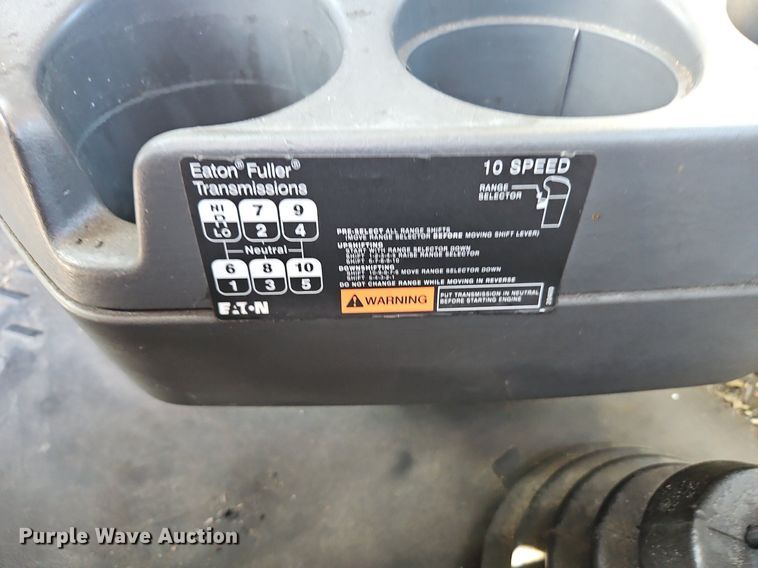 Eaton® Fuller®
Transmissions
10 SPEED
RANGE
SELECTOR
HI
R
LO
7
2
9
4
Neutral
6
1
8
3
10
5
PRE-SELECT ALL RANGE SHIFTS
(MOVE RANGE SELECTOR BEFORE MOVING SHIFT LEVER)
UPSHIFTING
START WITH RANGE SELECTOR DOWN
SHIFT 1-2-3-4-5 RAISE RANGE SELECTOR
SHIFT 6-7-8-9-10
DOWNSHIFTING
SHIFT 10-9-8-7-6 MOVE RANGE SELECTOR DOWN
SHIFT 5-4-3-2-1
DO NOT CHANGE RANGE WHILE MOVING IN REVERSE
WARNING
PUT TRANSMISSION IN NEUTRAL
BEFORE STARTING ENGINE
EATON
Purple Wave Auction